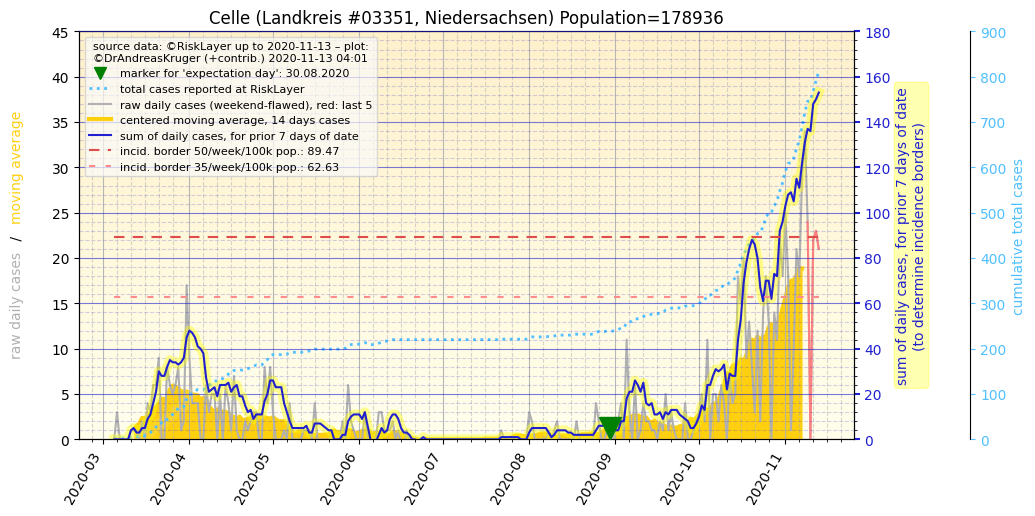 Celle (Landkreis #03351, Niedersachsen) Population=178936
source data: ©RiskLayer up to 2020-11-13 – plot:
©DrAndreasKruger (+contrib.) 2020-11-13 04:01
marker for 'expectation day': 30.08.2020
total cases reported at RiskLayer
raw daily cases (weekend-flawed), red: last 5
centered moving average, 14 days cases
sum of daily cases, for prior 7 days of date
incid. border 50/week/100k pop.: 89.47
incid. border 35/week/100k pop.: 62.63
raw daily cases / moving average
45
40
35
30
25
20
15
10
5
0
2020-03
2020-04
2020-05
2020-06
2020-07
2020-08
2020-09
2020-10
2020-11
180
160
140
120
100
80
60
40
20
0
sum of daily cases, for prior 7 days of date
(to determine incidence borders)
900
800
700
600
500
400
300
200
100
0
cumulative total cases